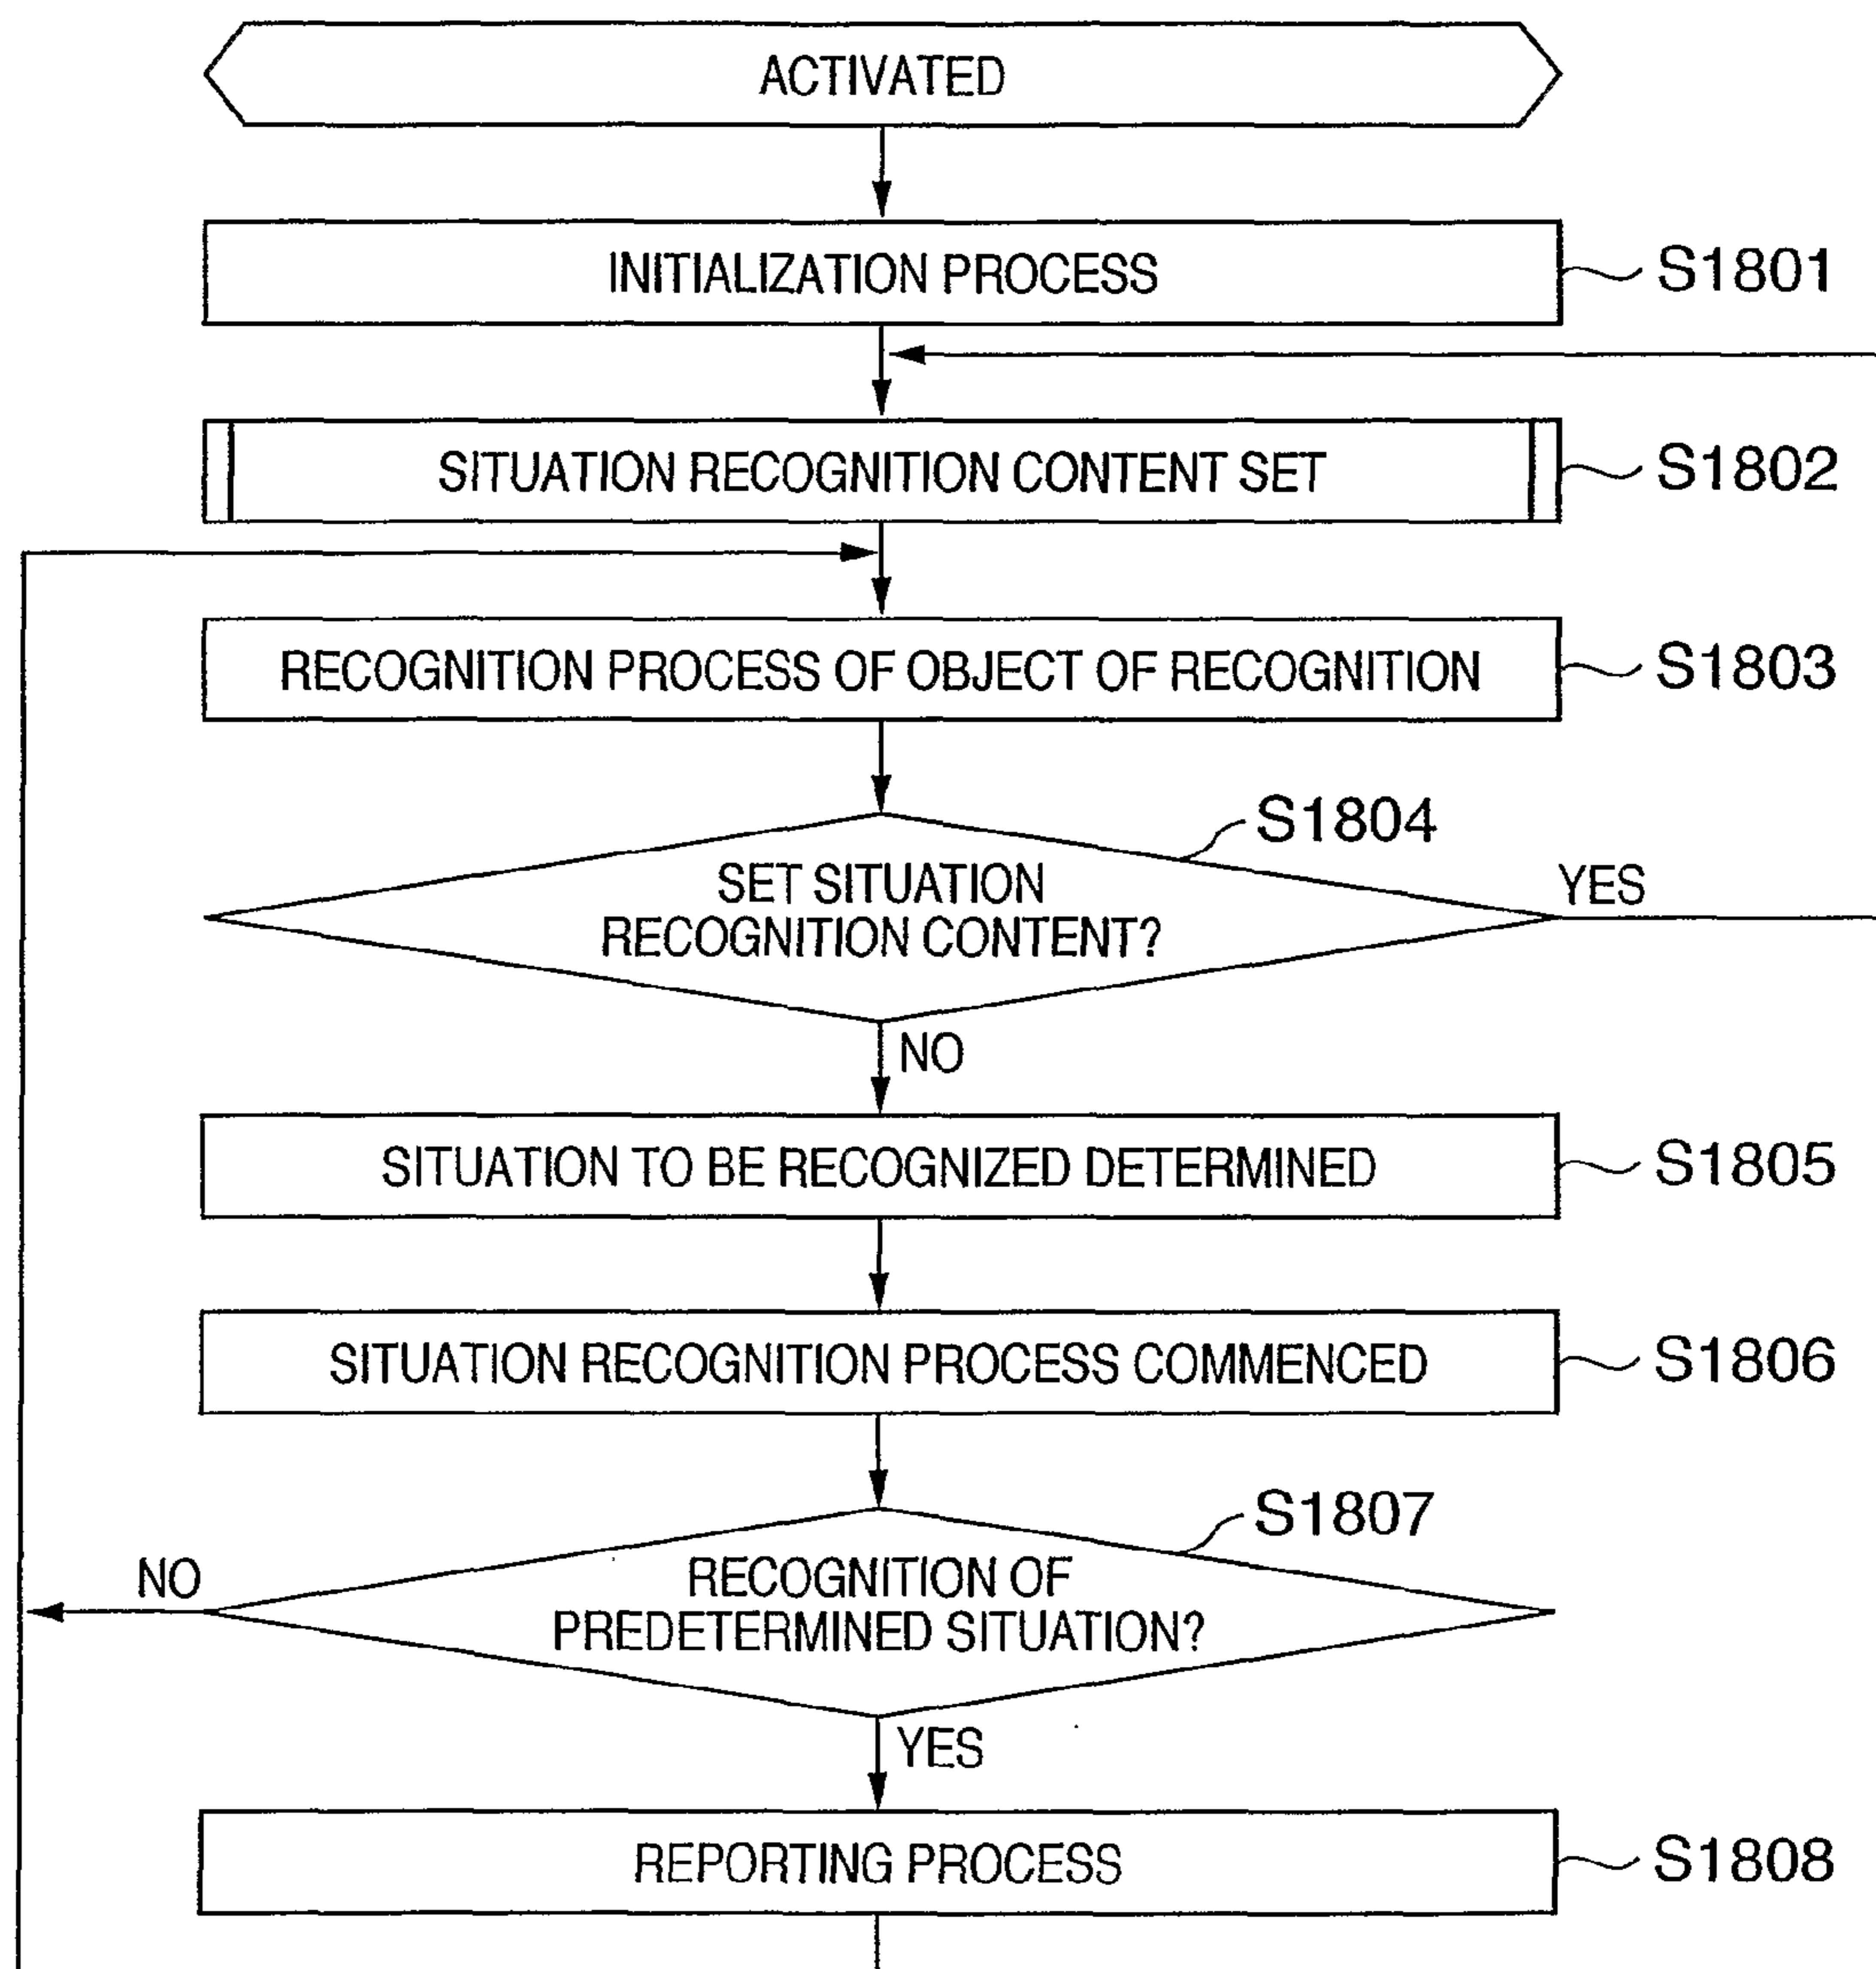 ACTIVATED
INITIALIZATION PROCESS
S1801
SITUATION RECOGNITION CONTENT SET
S1802
RECOGNITION PROCESS OF OBJECT OF RECOGNITION
S1803
S1804
SET SITUATION
RECOGNITION CONTENT?
YES
NO
SITUATION TO BE RECOGNIZED DETERMINED
S1805
SITUATION RECOGNITION PROCESS COMMENCED
S1806
S1807
RECOGNITION OF
PREDETERMINED SITUATION?
NO
YES
REPORTING PROCESS
S1808